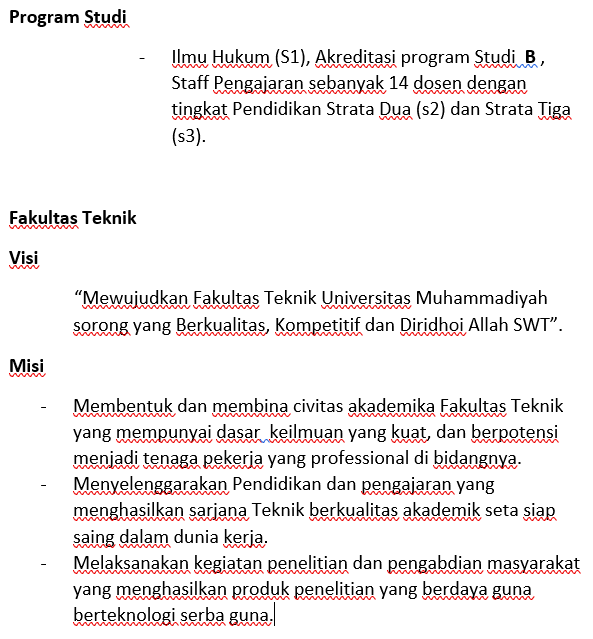 Program Studi
- Ilmu Hukum (S1), Akreditasi program Studi  B ,
Staff Pengajaran sebanyak 14 dosen dengan
tingkat Pendidikan Strata Dua (s2) dan Strata Tiga
(s3).
Fakultas Teknik
Visi
“Mewujudkan Fakultas Teknik Universitas Muhammadiyah
sorong yang Berkualitas, Kompetitif dan Diridhoi Allah SWT”.
Misi
- Membentuk dan membina civitas akademika Fakultas Teknik
yang mempunyai dasar  keilmuan yang kuat, dan berpotensi
menjadi tenaga pekerja yang professional di bidangnya.
- Menyelenggarakan Pendidikan dan pengajaran yang
menghasilkan sarjana Teknik berkualitas akademik seta siap
saing dalam dunia kerja.
- Melaksanakan kegiatan penelitian dan pengabdian masyarakat
yang menghasilkan produk penelitian yang berdaya guna
berteknologi serba guna.